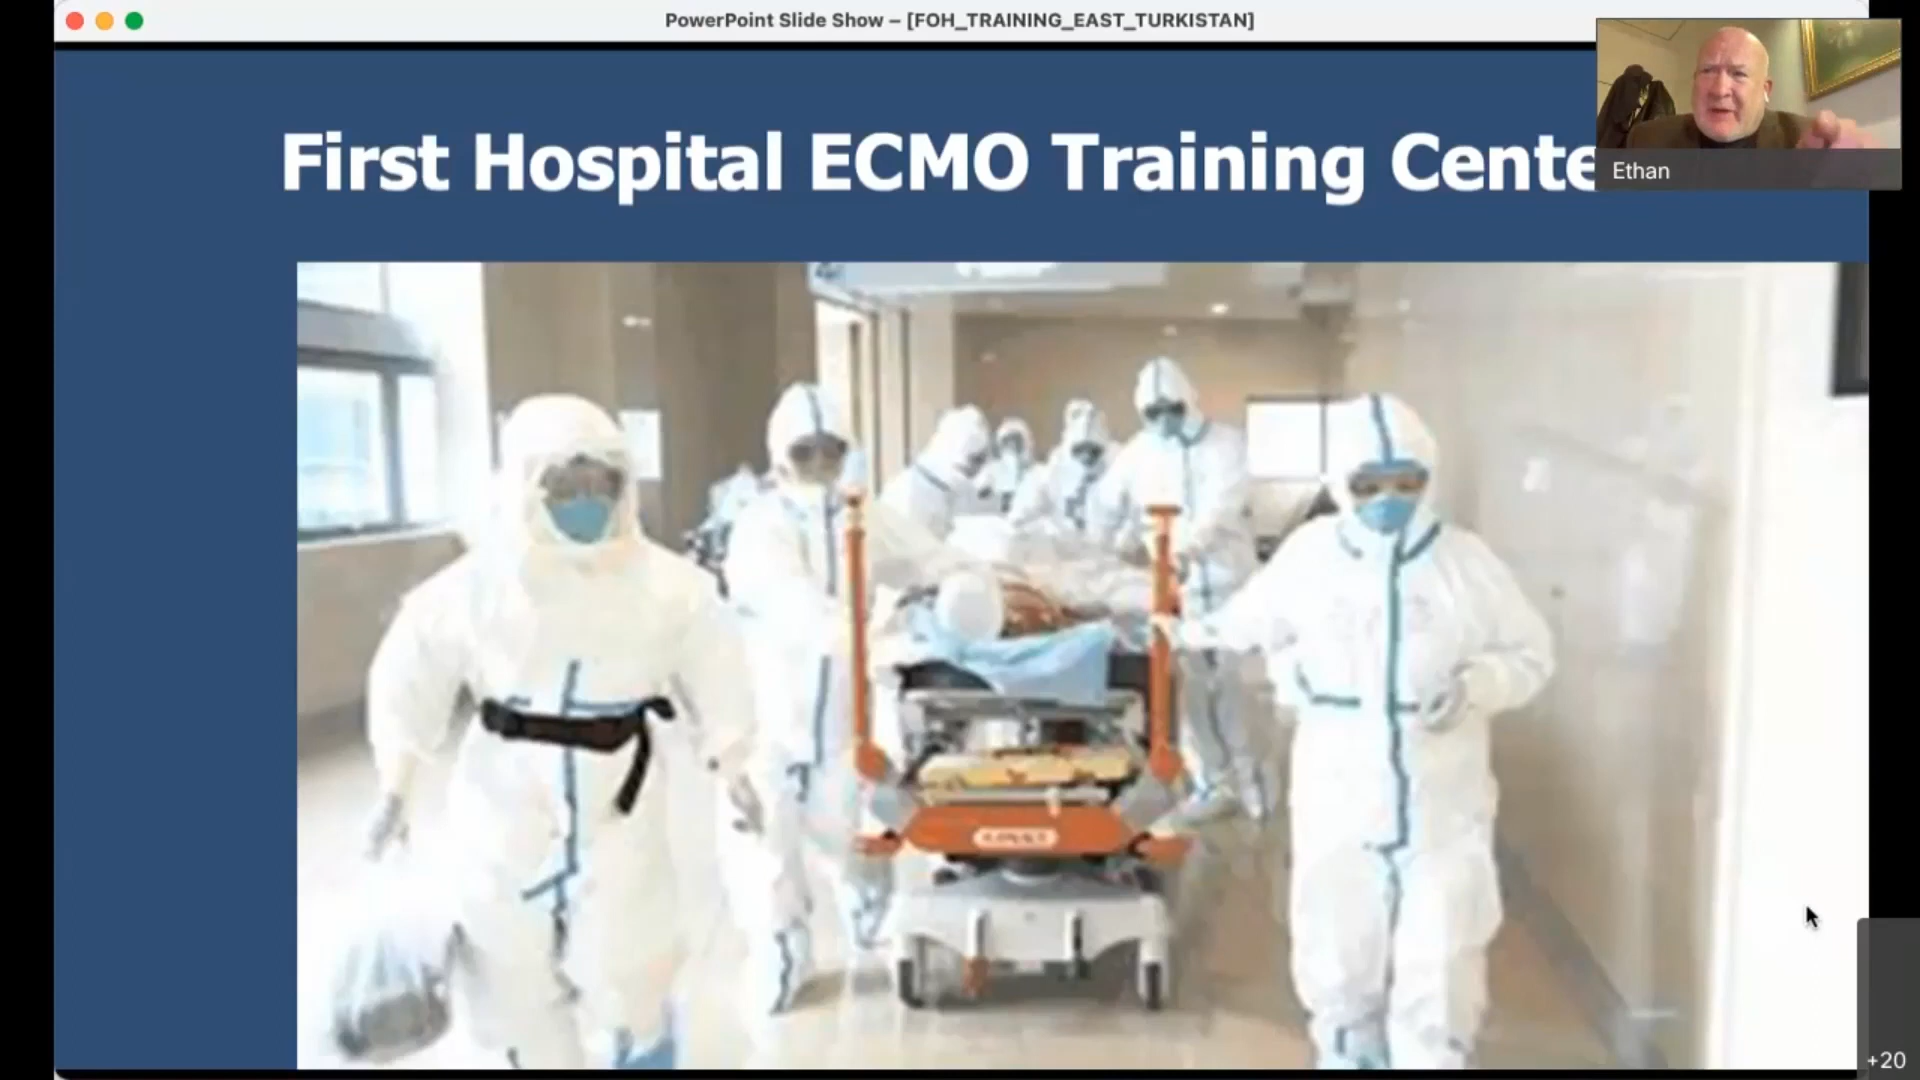 PowerPoint Slide Show – [FOH_TRAINING_EAST_TURKISTAN]
First Hospital ECMO Training Cente
Ethan
+20